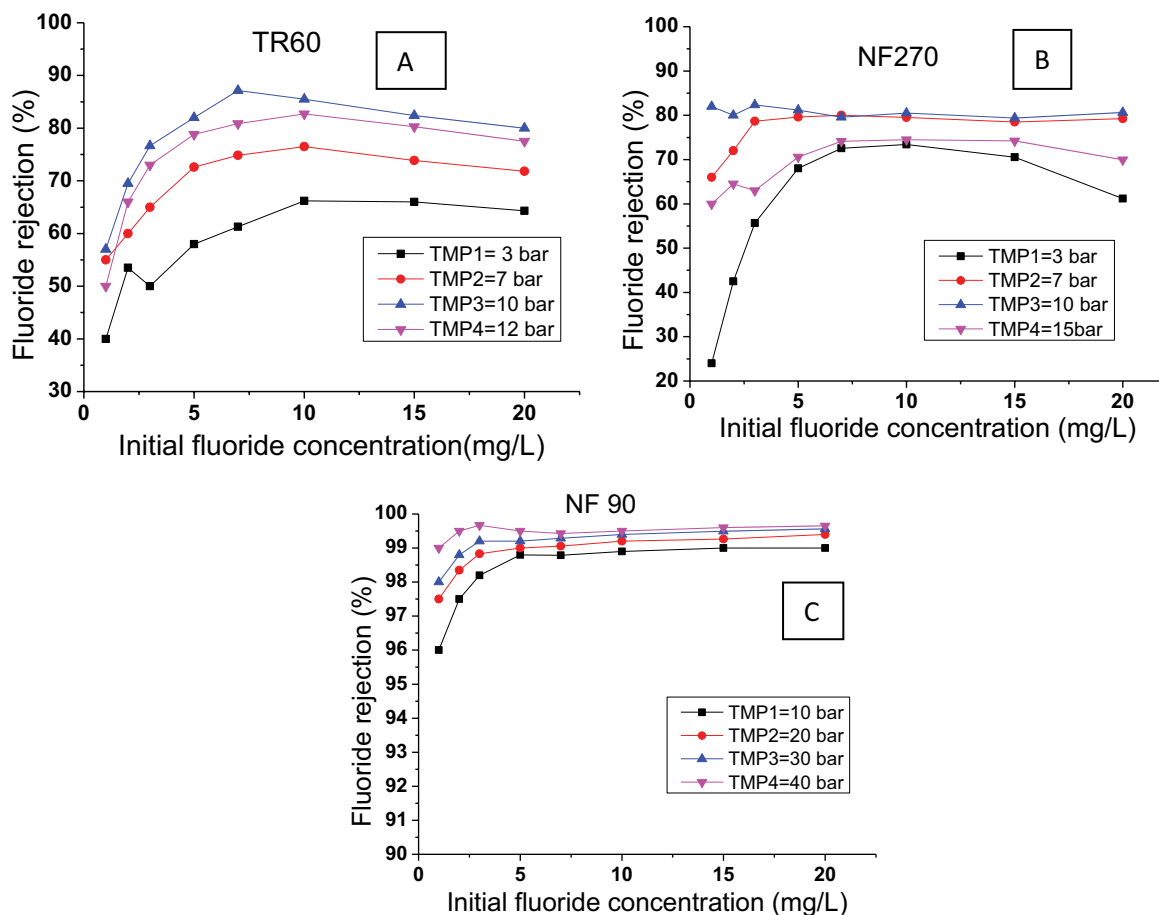 TR60
A
Fluoride rejection (%)
100
90
80
70
60
50
40
30
0
5
10
15
20
Initial fluoride concentration(mg/L)
TMP1= 3 bar
TMP2=7 bar
TMP3=10 bar
TMP4=12 bar
NF270
B
Fluoride rejection (%)
100
90
80
70
60
50
40
30
20
0
5
10
15
20
Initial fluoride concentration (mg/L)
TMP1=3 bar
TMP2=7 bar
TMP3=10 bar
TMP4=15bar
NF 90
C
Fluoride rejection (%)
100
99
98
97
96
95
94
93
92
91
90
0
5
10
15
20
Initial fluoride concentration (mg/L)
TMP1=10 bar
TMP2=20 bar
TMP3=30 bar
TMP4=40 bar